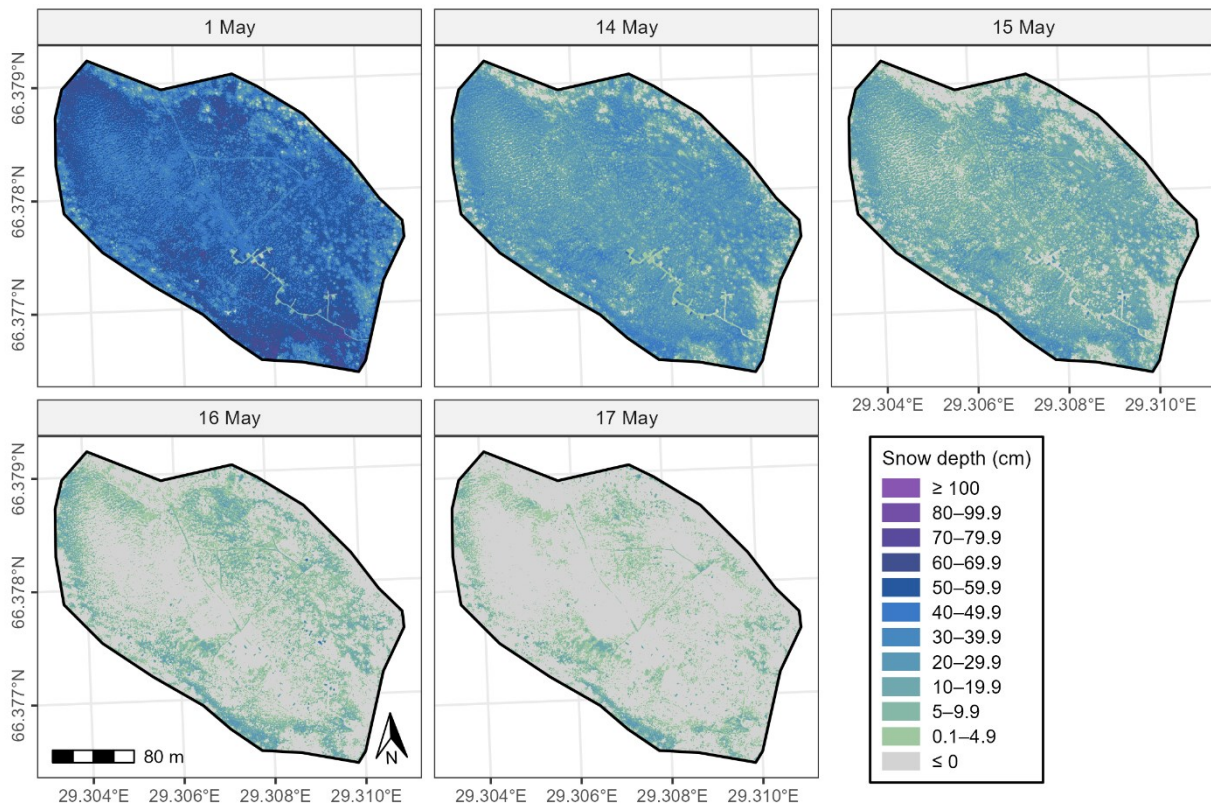 1 May
14 May
15 May
66.379°N
66.378°N
66.377°N
29.304°E 29.306°E 29.308°E 29.310°E
16 May
17 May
66.379°N
66.378°N
66.377°N
80 m
N
29.304°E 29.306°E 29.308°E 29.310°E
29.304°E 29.306°E 29.308°E 29.310°E
Snow depth (cm)
≥ 100
80–99.9
70–79.9
60–69.9
50–59.9
40–49.9
30–39.9
20–29.9
10–19.9
5–9.9
0.1–4.9
≤ 0